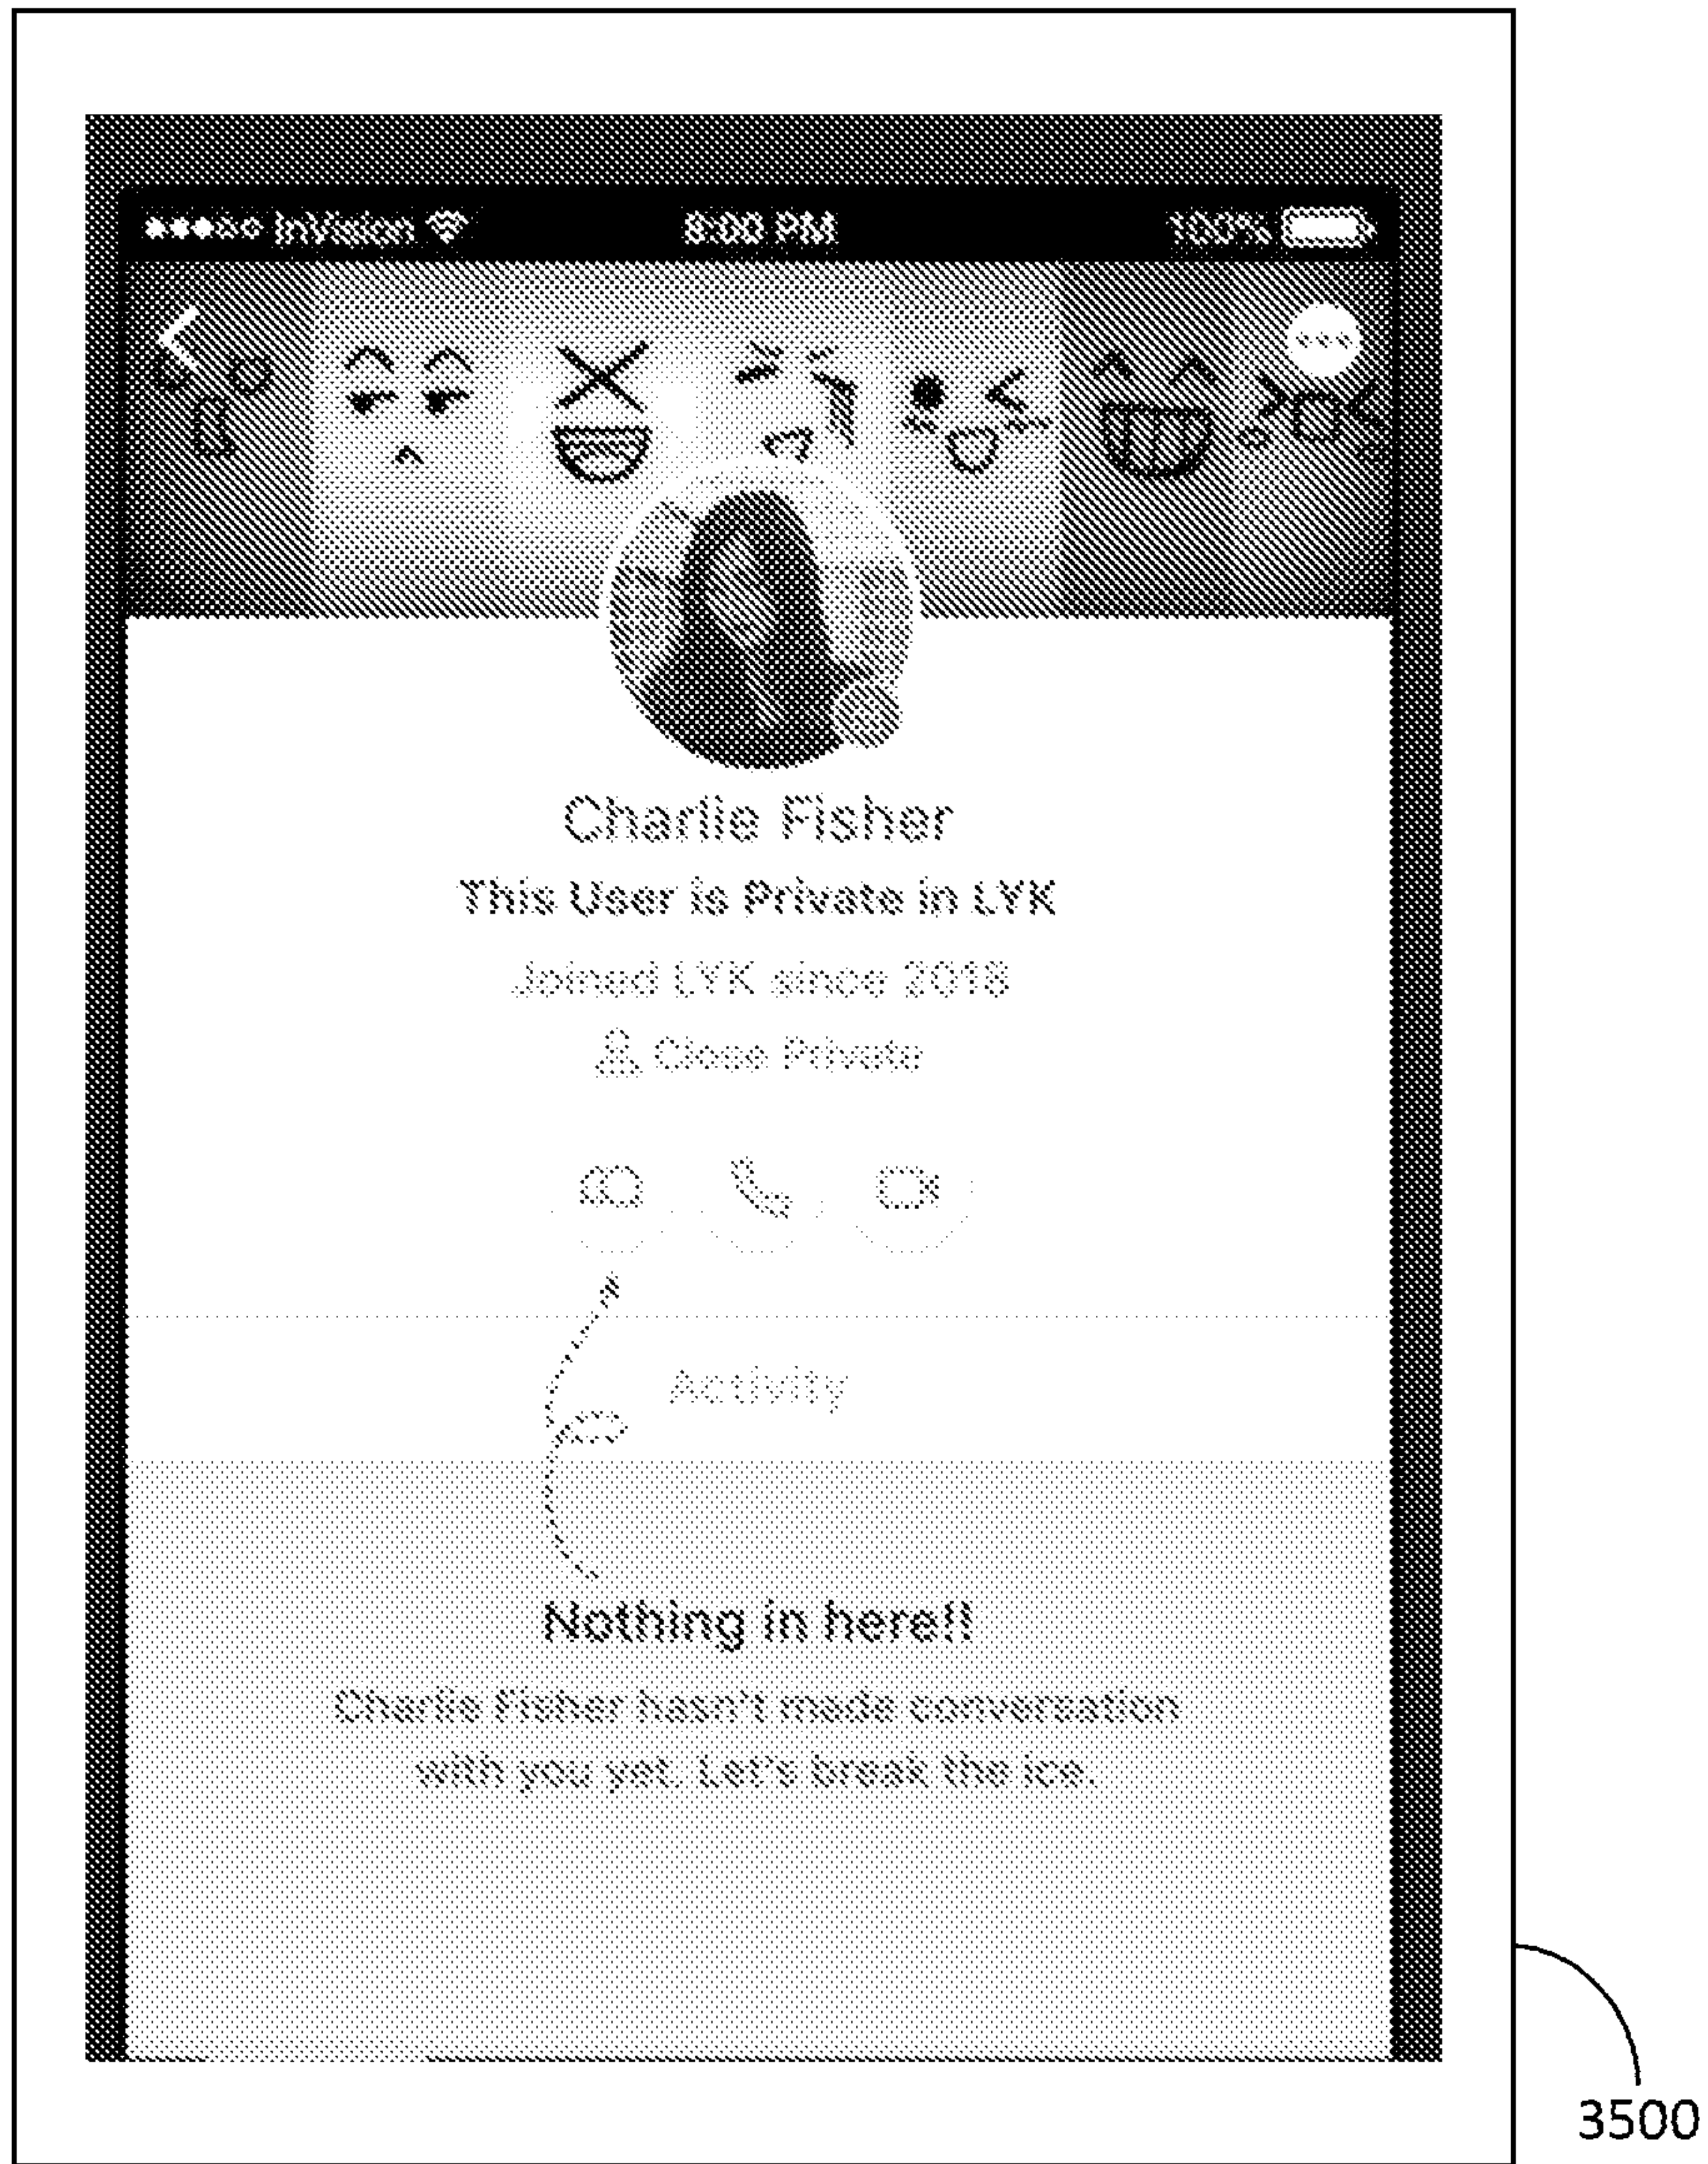 InVision 8:00 PM 100%
Charlie Fisher
This User is Private in LYK
Joined LYK since 2018
Close Private
Activity
Nothing in here!!
Charlie Fisher hasn't made conversation
with you yet. Let's break the ice.
3500